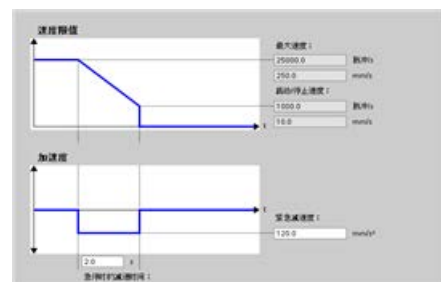 速度限值
最大速度：
25000.0 脉冲/s
250.0 mm/s
启动/停止速度：
1000.0 脉冲/s
10.0 mm/s
t
加速度
t
紧急减速度：
120.0 mm/s²
2.0 s
急停时的减速时间：